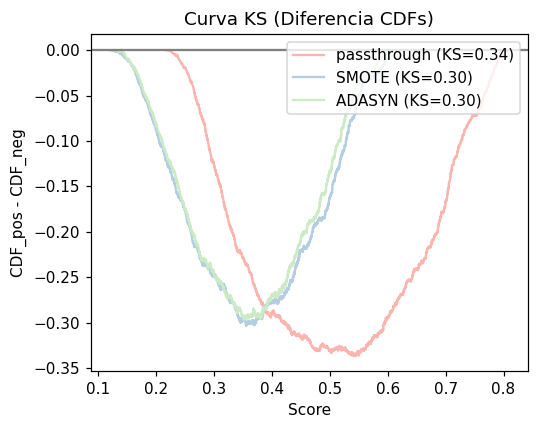 Curva KS (Diferencia CDFs)
passthrough (KS=0.34)
SMOTE (KS=0.30)
ADASYN (KS=0.30)
CDF_pos - CDF_neg
0.00
−0.05
−0.10
−0.15
−0.20
−0.25
−0.30
−0.35
0.1 0.2 0.3 0.4 0.5 0.6 0.7 0.8
Score